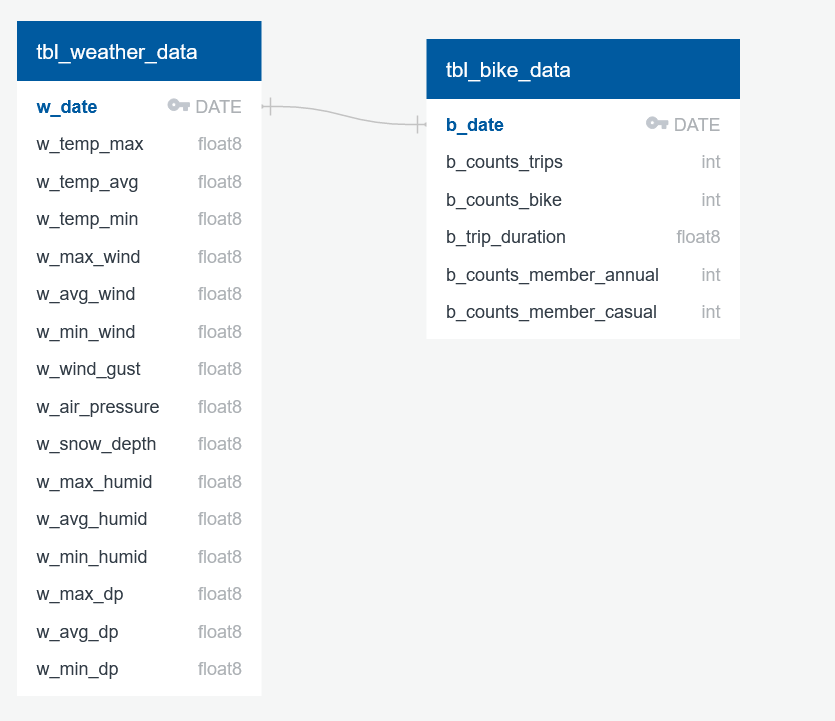 tbl_weather_data
w_date DATE
w_temp_max float8
w_temp_avg float8
w_temp_min float8
w_max_wind float8
w_avg_wind float8
w_min_wind float8
w_wind_gust float8
w_air_pressure float8
w_snow_depth float8
w_max_humid float8
w_avg_humid float8
w_min_humid float8
w_max_dp float8
w_avg_dp float8
w_min_dp float8
tbl_bike_data
b_date DATE
b_counts_trips int
b_counts_bike int
b_trip_duration float8
b_counts_member_annual int
b_counts_member_casual int